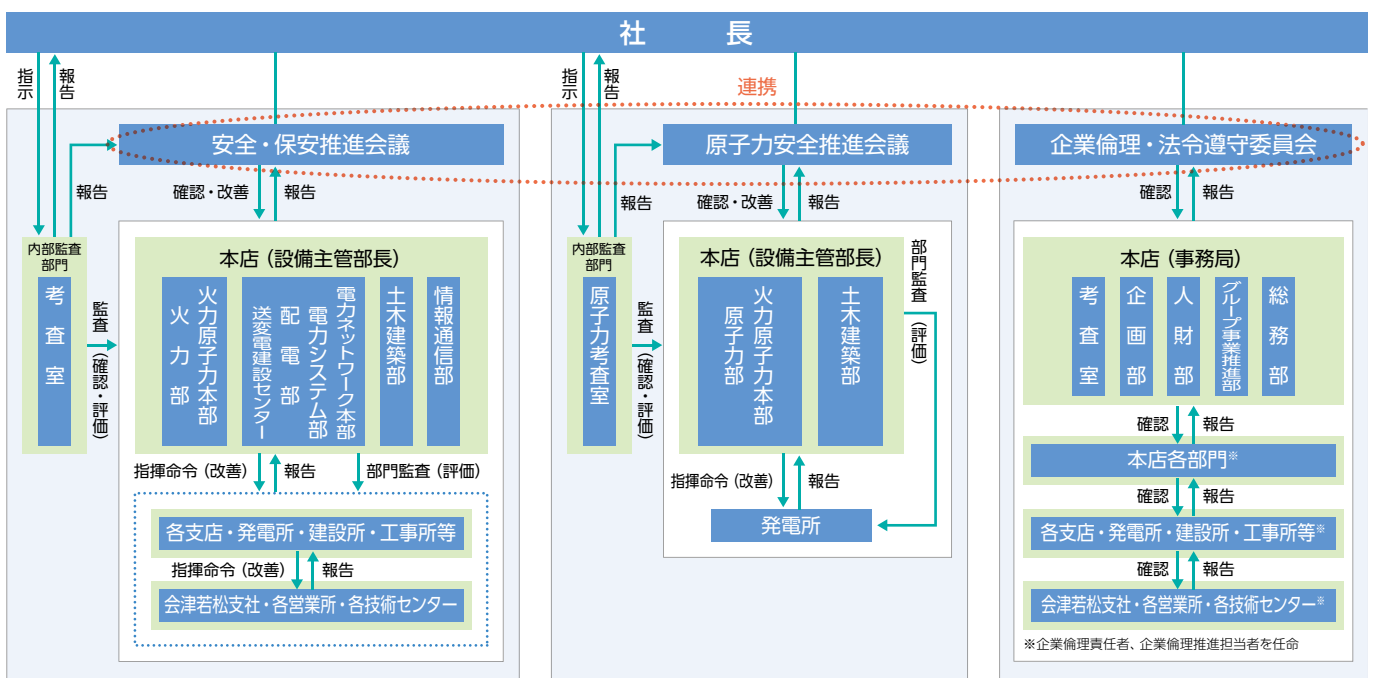 社長
指示
報告
指示
報告
連携
安全・保安推進会議
報告
確認・改善
報告
内部監査
部門
考査室
監査(確認・評価)
本店(設備主管部長)
火力原子力本部
火力部
電力ネットワーク本部
電力システム部
配電部
送変電建設センター
土木建築部
情報通信部
指揮命令(改善)
報告
部門監査(評価)
各支店・発電所・建設所・工事所等
指揮命令(改善)
報告
会津若松支社・各営業所・各技術センター
原子力安全推進会議
報告
確認・改善
報告
内部監査
部門
原子力考査室
監査(確認・評価)
本店(設備主管部長)
火力原子力本部
原子力部
土木建築部
部門監査(評価)
指揮命令(改善)
報告
発電所
企業倫理・法令遵守委員会
確認
報告
本店(事務局)
考査室
企画部
人財部
グループ事業推進部
総務部
確認
報告
本店各部門※
確認
報告
各支店・発電所・建設所・工事所等※
確認
報告
会津若松支社・各営業所・各技術センター※
※企業倫理責任者、企業倫理推進担当者を任命